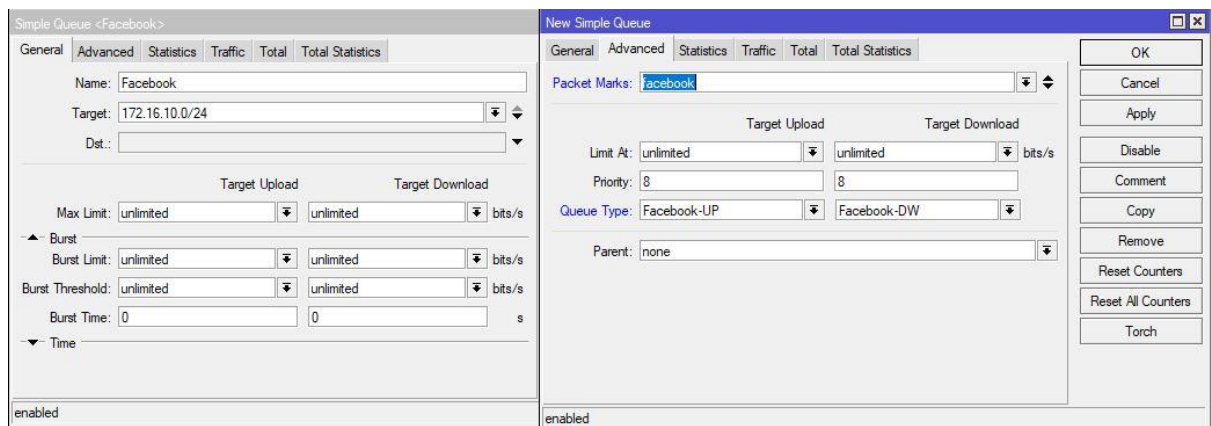 Simple Queue <Facebook>
General Advanced Statistics Traffic Total Total Statistics
Name: Facebook
Target: 172.16.10.0/24
Dst.:
Target Upload Target Download
Max Limit: unlimited unlimited bits/s
Burst
Burst Limit: unlimited unlimited bits/s
Burst Threshold: unlimited unlimited bits/s
Burst Time: 0 0 s
Time
enabled
New Simple Queue
General Advanced Statistics Traffic Total Total Statistics
Packet Marks: facebook
Target Upload Target Download
Limit At: unlimited unlimited bits/s
Priority: 8 8
Queue Type: Facebook-UP Facebook-DW
Parent: none
enabled
OK
Cancel
Apply
Disable
Comment
Copy
Remove
Reset Counters
Reset All Counters
Torch